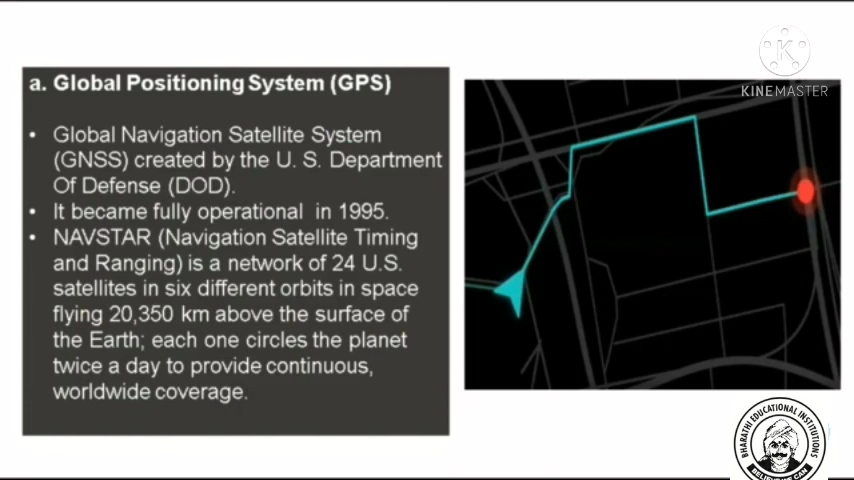 K
KINEMASTER
a. Global Positioning System (GPS)
• Global Navigation Satellite System
(GNSS) created by the U. S. Department
Of Defense (DOD).
• It became fully operational in 1995.
• NAVSTAR (Navigation Satellite Timing
and Ranging) is a network of 24 U.S.
satellites in six different orbits in space
flying 20,350 km above the surface of
the Earth; each one circles the planet
twice a day to provide continuous,
worldwide coverage.
BHARATHI EDUCATIONAL INSTITUTIONS
BELIEVE WE CAN